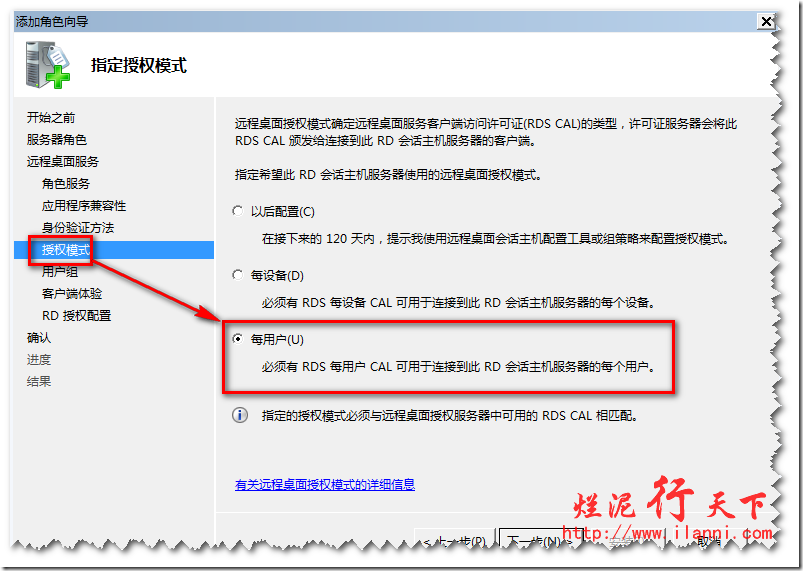 添加角色向导
指定授权模式
开始之前
服务器角色
远程桌面服务
角色服务
应用程序兼容性
身份验证方法
授权模式
用户组
客户端体验
RD 授权配置
确认
进度
结果
远程桌面授权模式确定远程桌面服务客户端访问许可证(RDS CAL)的类型，许可证服务器会将此
RDS CAL 颁发给连接到此 RD 会话主机服务器的客户端。
指定希望此 RD 会话主机服务器使用的远程桌面授权模式。
以后配置(C)
在接下来的 120 天内，提示我使用远程桌面会话主机配置工具或组策略来配置授权模式。
每设备(D)
必须有 RDS 每设备 CAL 可用于连接到此 RD 会话主机服务器的每个设备。
每用户(U)
必须有 RDS 每用户 CAL 可用于连接到此 RD 会话主机服务器的每个用户。
指定的授权模式必须与远程桌面授权服务器中可用的 RDS CAL 相匹配。
有关远程桌面授权模式的详细信息
烂泥行天下
http://www.ilanni.com
< 上一步(P)
下一步(N) >
取消